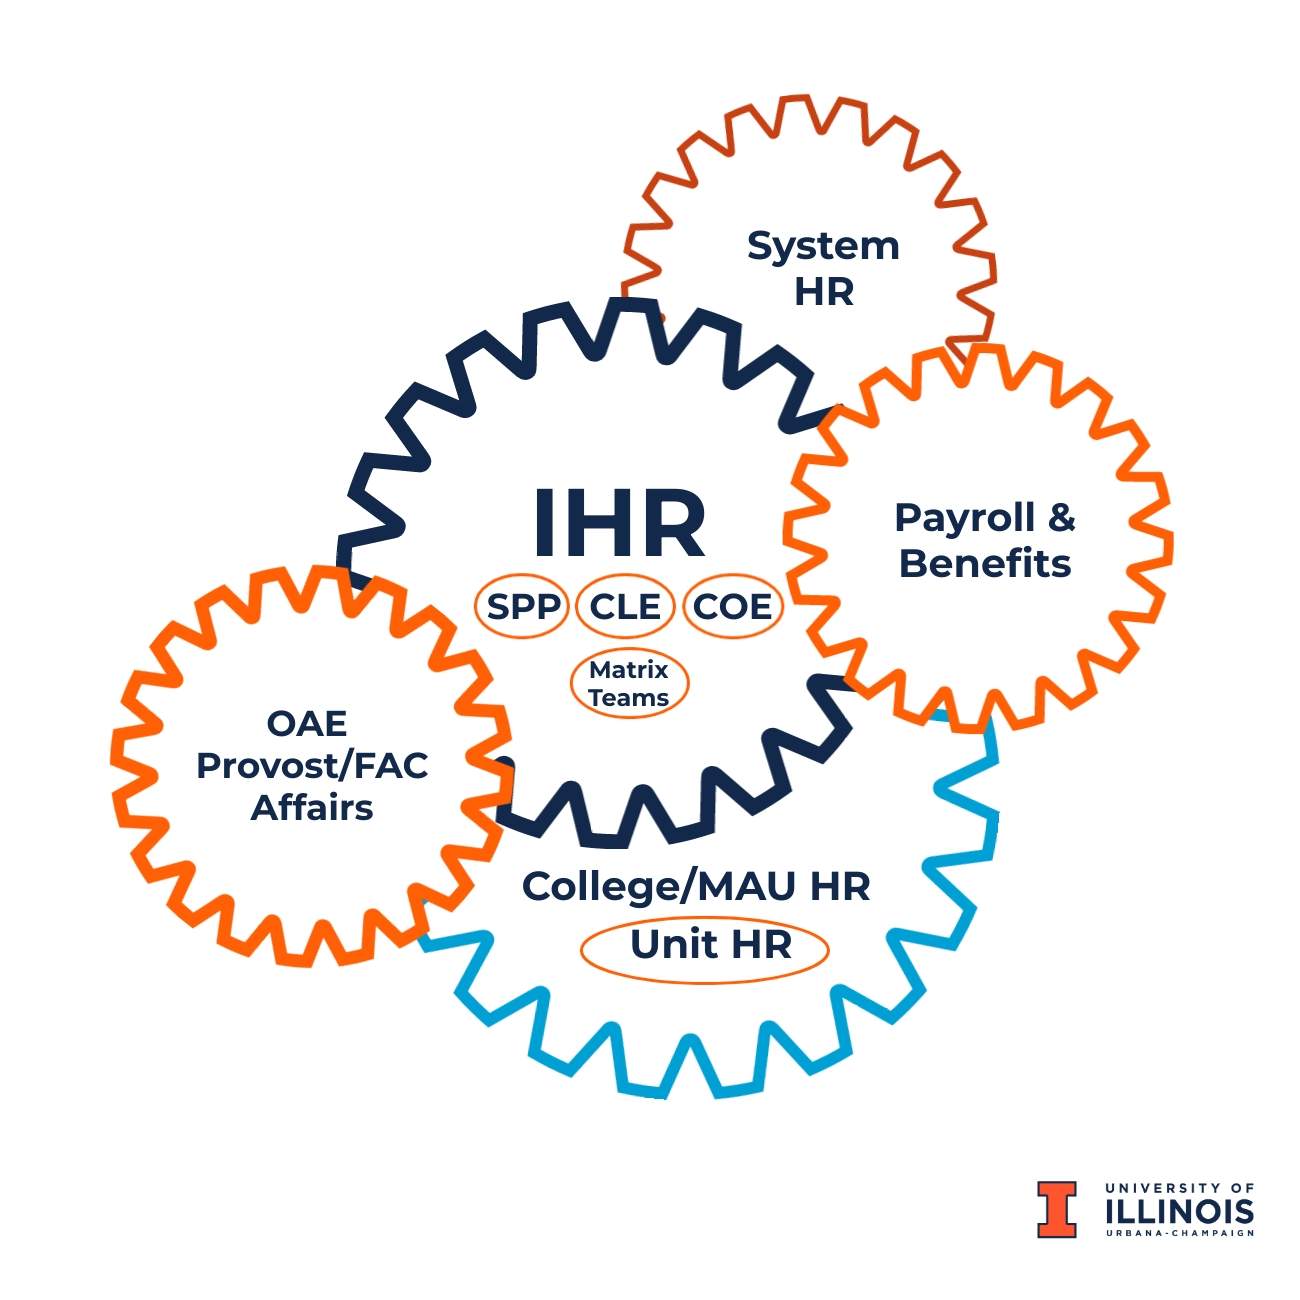 System
HR
IHR
SPP CLE COE
Matrix
Teams
Payroll &
Benefits
OAE
Provost/FAC
Affairs
College/MAU HR
Unit HR
UNIVERSITY OF
ILLINOIS
URBANA-CHAMPAIGN